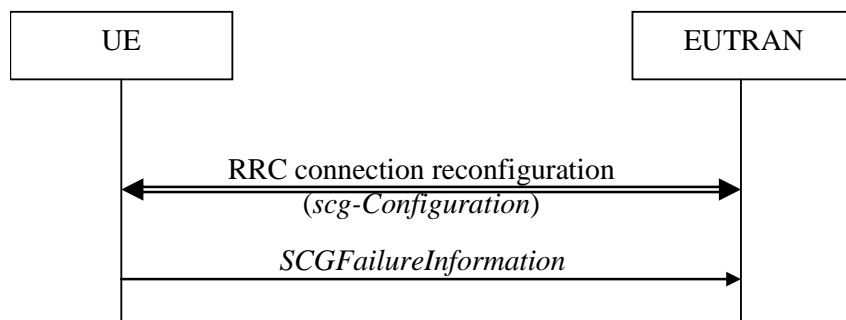 UE
EUTRAN
RRC connection reconfiguration
(scg-Configuration)
SCGFailureInformation